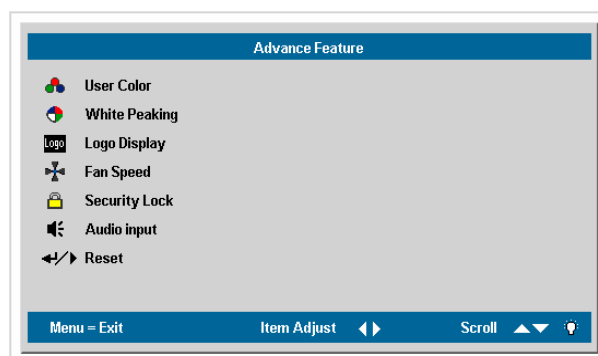 Advance Feature
User Color
White Peaking
Logo Logo Display
Fan Speed
Security Lock
Audio input
Reset
Menu = Exit Item Adjust Scroll